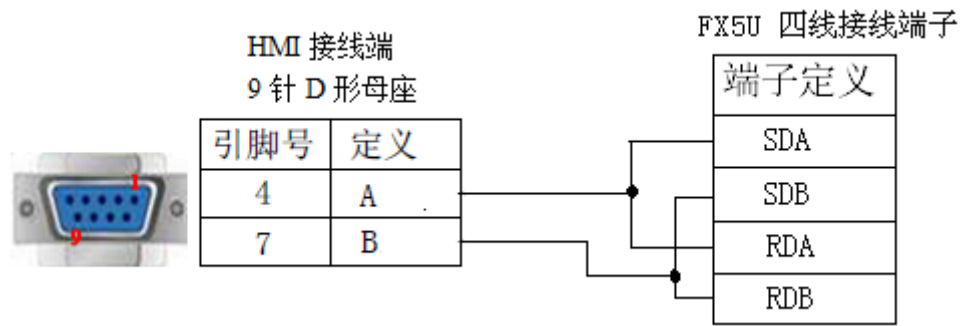 FX5U 四线接线端子
HMI 接线端
9 针 D 形母座
端子定义
引脚号 定义
SDA
4 A
SDB
7 B
RDA
RDB
1
9